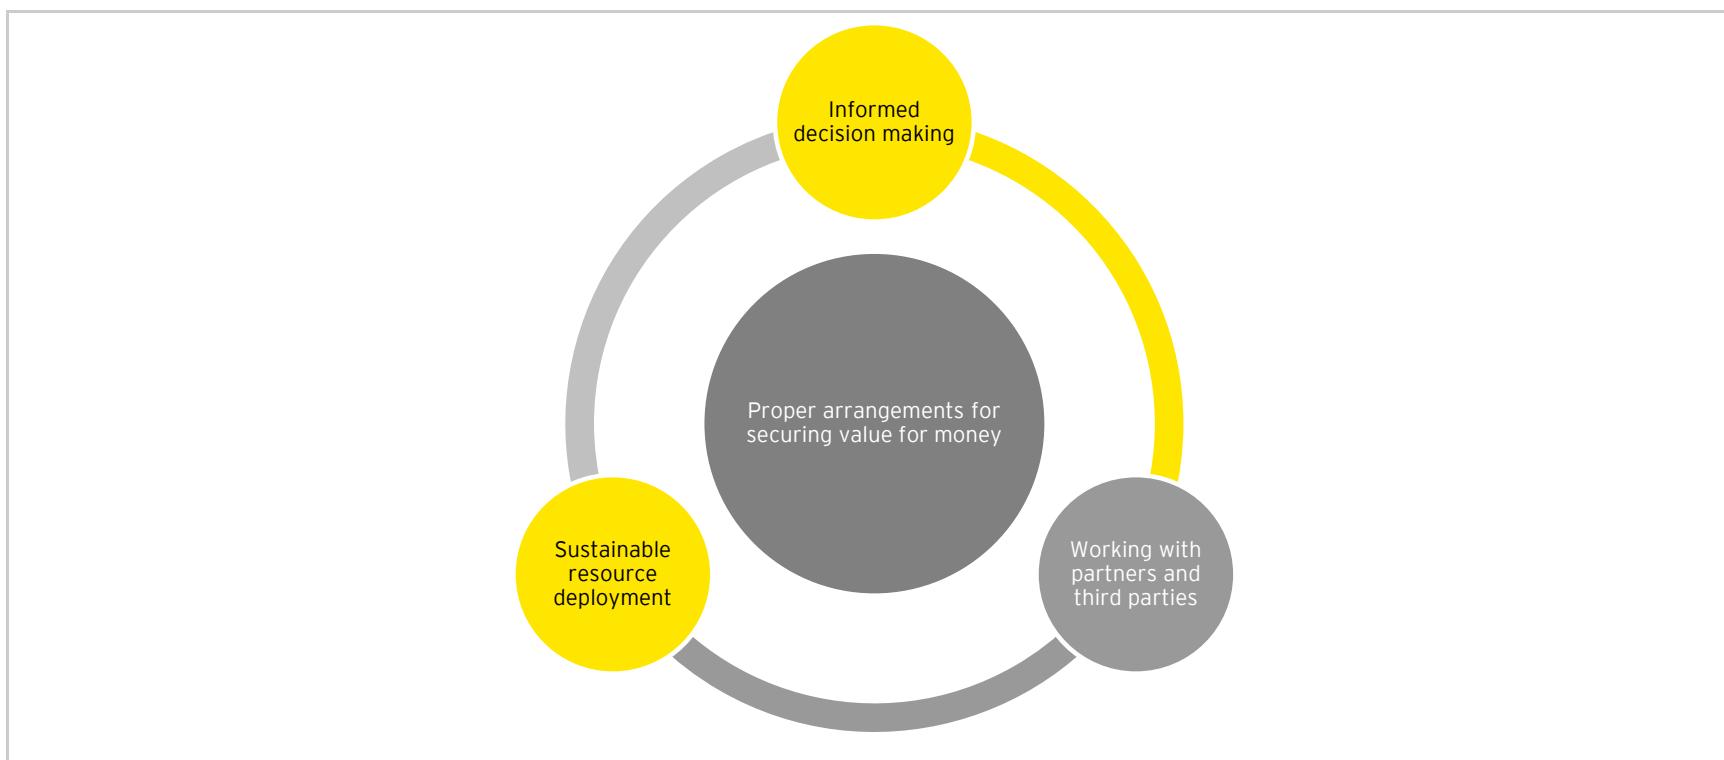 Informed
decision making
Proper arrangements for
securing value for money
Sustainable
resource
deployment
Working with
partners and
third parties